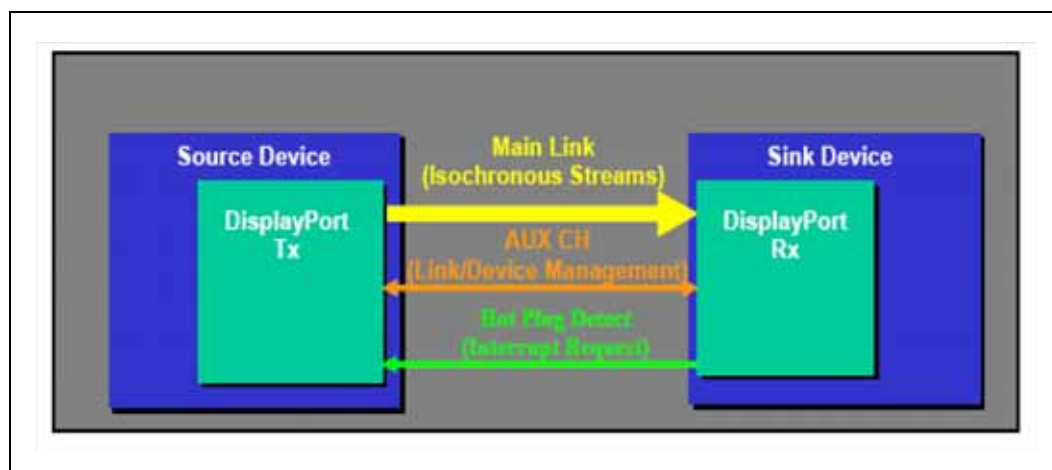 Source Device
DisplayPort
Tx
Main Link
(Isochronous Streams)
AUX CH
(Link/Device Management)
Hot Plug Detect
(Interrupt Request)
Sink Device
DisplayPort
Rx